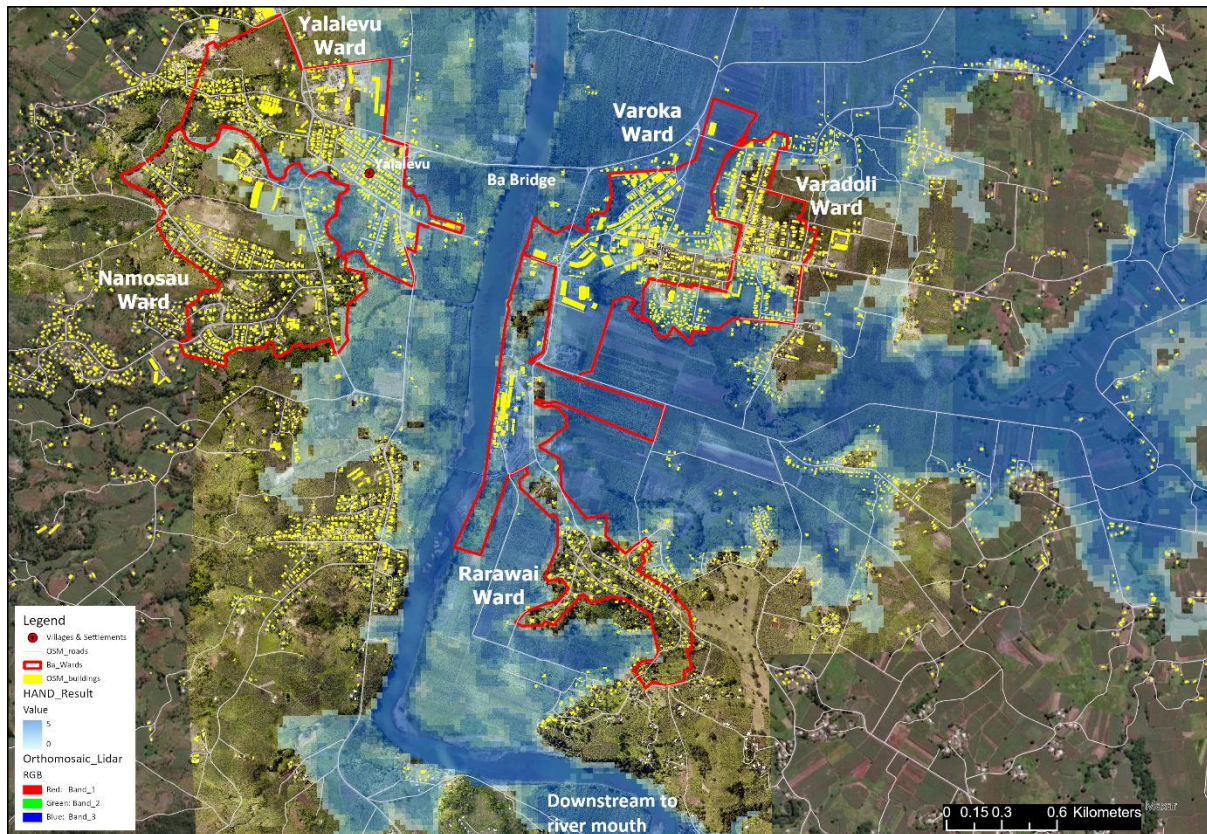 Yalalevu
Ward
N
Varoka
Ward
Yalalevu
Ba Bridge
Varadoli
Ward
Namosau
Ward
Rarawai
Ward
Legend
Villages & Settlements
OSM_roads
Ba_Wards
OSM_buildings
HAND_Result
Value
5
0
Orthomosaic_Lidar
RGB
Red: Band_1
Green: Band_2
Blue: Band_3
Downstream to
river mouth
0 0.15 0.3 0.6 Kilometers
Maxar